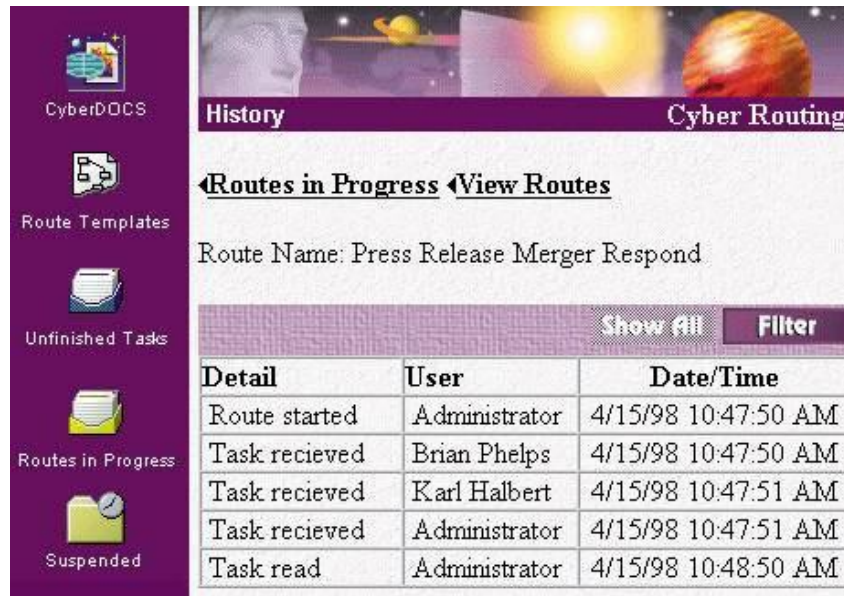 CyberDOCS
Route Templates
Unfinished Tasks
Routes in Progress
Suspended
History
Cyber Routing
Routes in Progress View Routes
Route Name: Press Release Merger Respond
Show All Filter
Detail User Date/Time
Route started Administrator 4/15/98 10:47:50 AM
Task recieved Brian Phelps 4/15/98 10:47:50 AM
Task recieved Karl Halbert 4/15/98 10:47:51 AM
Task recieved Administrator 4/15/98 10:47:51 AM
Task read Administrator 4/15/98 10:48:50 AM